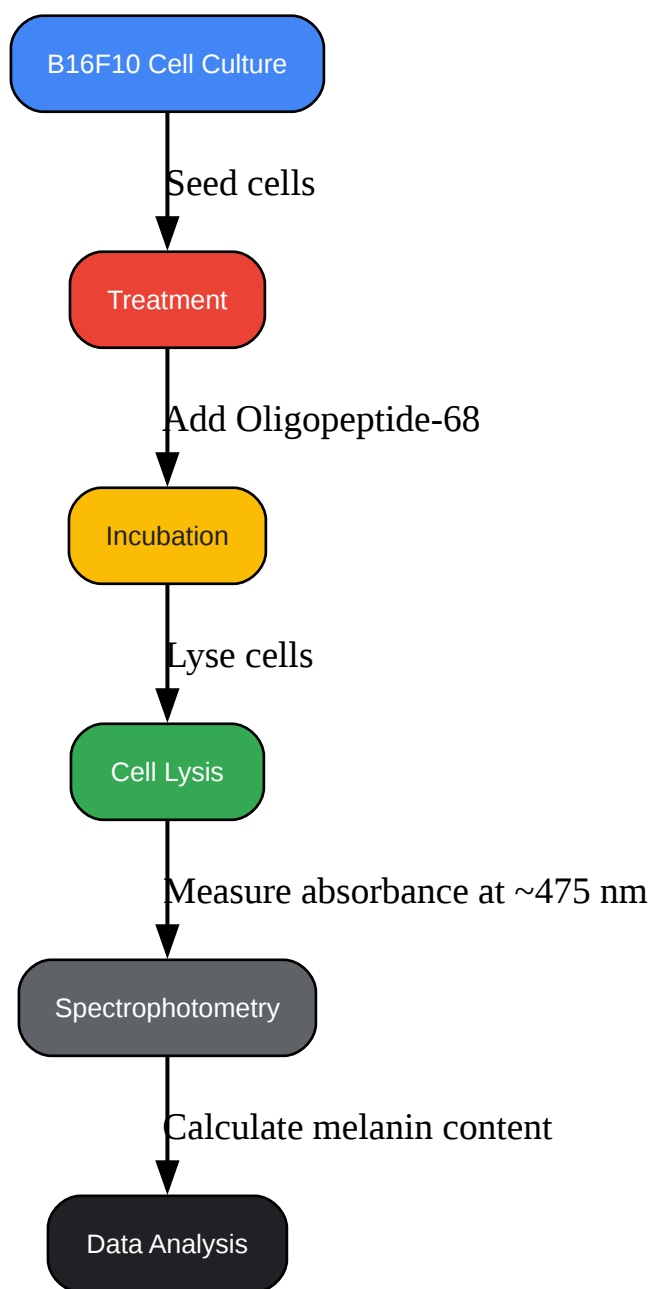 B16F10 Cell Culture
Seed cells
Treatment
Add Oligopeptide-68
Incubation
Lyse cells
Cell Lysis
Measure absorbance at ~475 nm
Spectrophotometry
Calculate melanin content
Data Analysis